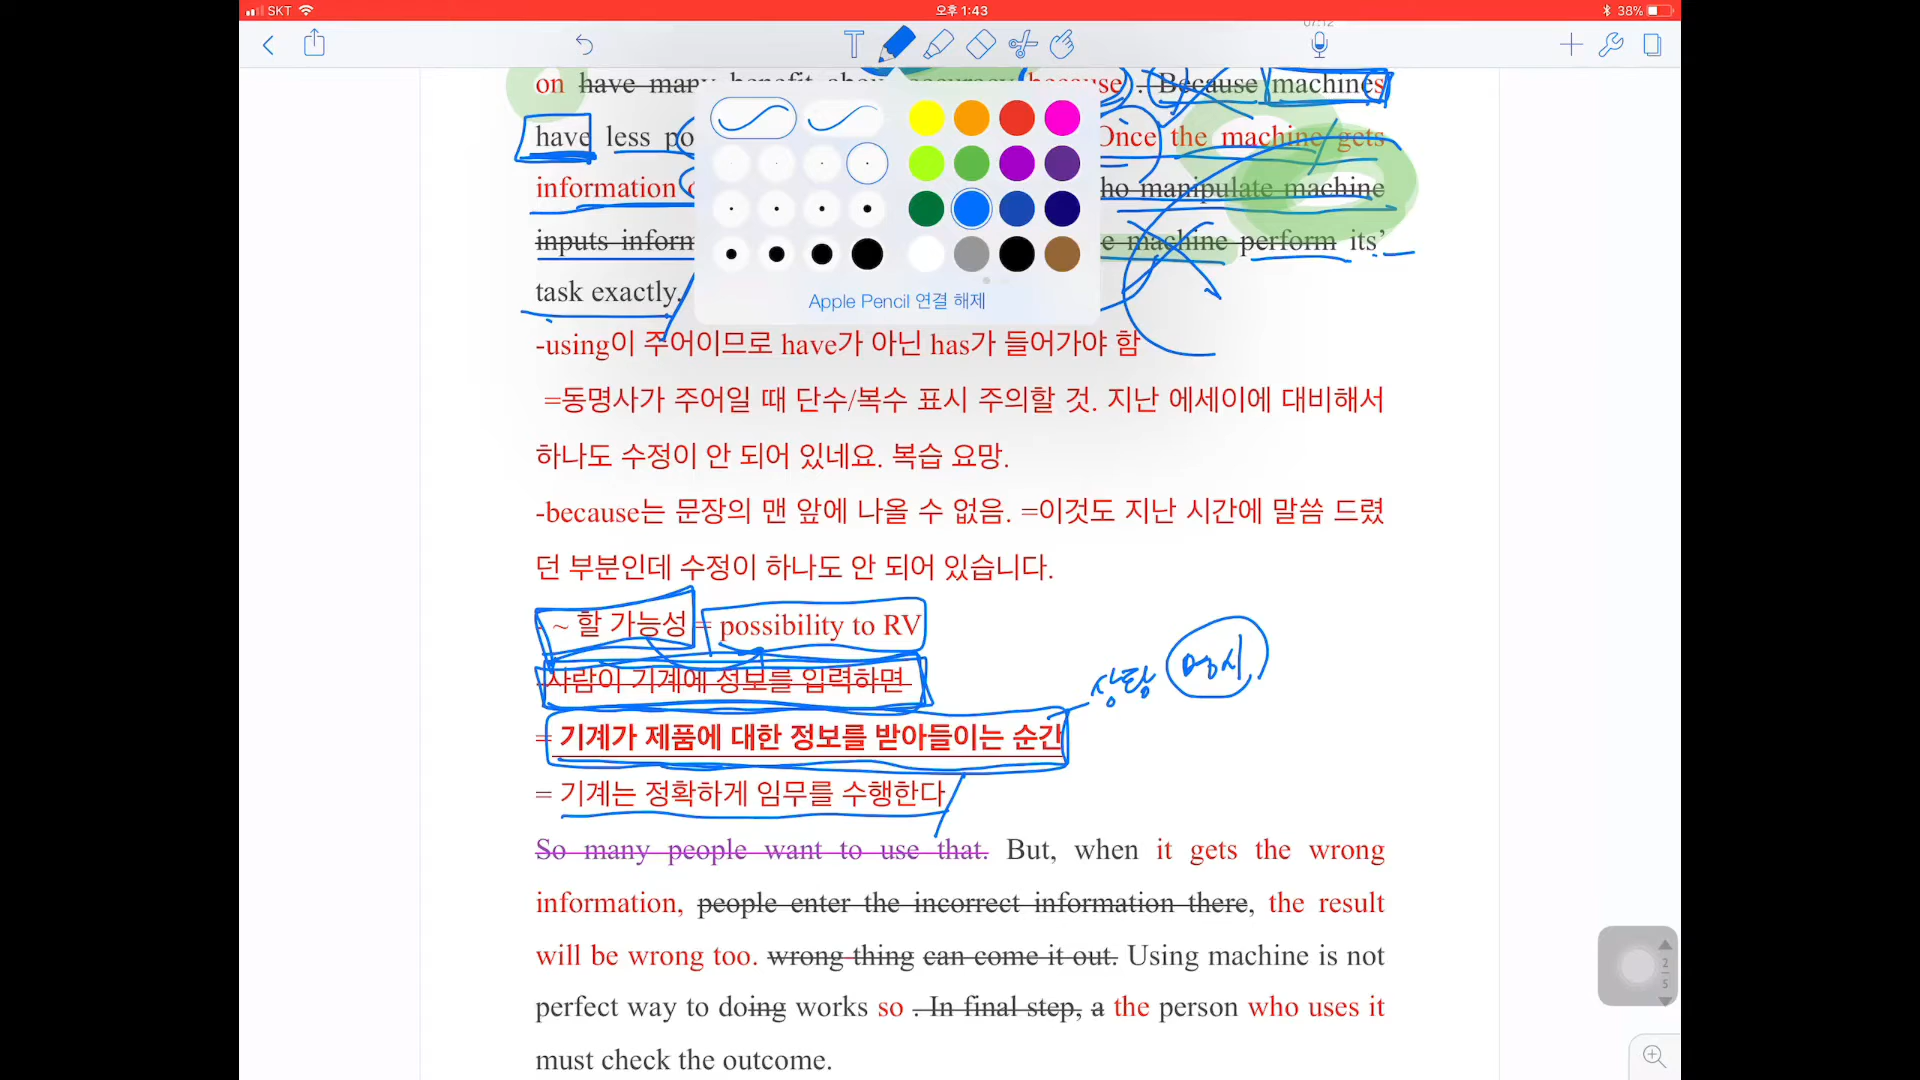 SKT 오후 1:43 38%
07:12
on have many benefit because . Because machines
have less po Once the machine gets
information ho manipulate machine
inputs inform e machine perform its’
task exactly.
Apple Pencil 연결 해제
-using이 주어이므로 have가 아닌 has가 들어가야 함
=동명사가 주어일 때 단수/복수 표시 주의할 것. 지난 에세이에 대비해서
하나도 수정이 안 되어 있네요. 복습 요망.
-because는 문장의 맨 앞에 나올 수 없음. =이것도 지난 시간에 말씀 드렸
던 부분인데 수정이 하나도 안 되어 있습니다.
- ~ 할 가능성 = possibility to RV
사람이 기계에 정보를 입력하면
= 기계가 제품에 대한 정보를 받아들이는 순간
= 기계는 정확하게 임무를 수행한다
So many people want to use that. But, when it gets the wrong
information, people enter the incorrect information there, the result
will be wrong too. wrong thing can come it out. Using machine is not
perfect way to doing works so . In final step, a the person who uses it
must check the outcome.
2
5